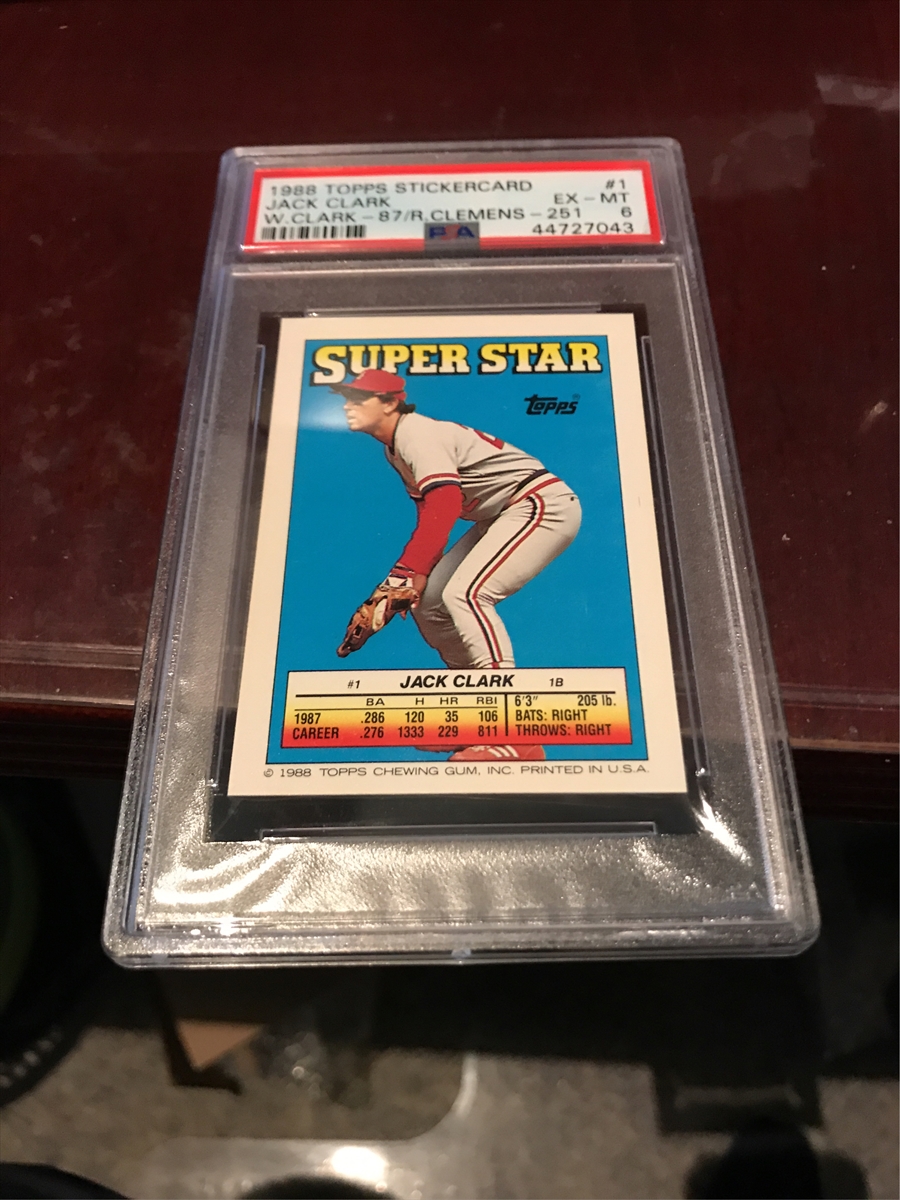 1988 TOPPS STICKERCARD #1
JACK CLARK EX - MT
W.CLARK - 87/R.CLEMENS - 251 6
PSA 44727043
SUPER STAR
Topps®
#1 JACK CLARK 1B
BA H HR RBI 6'3" 205 lb.
1987 .286 120 35 106 BATS: RIGHT
CAREER .276 1333 229 811 THROWS: RIGHT
© 1988 TOPPS CHEWING GUM, INC. PRINTED IN U.S.A.